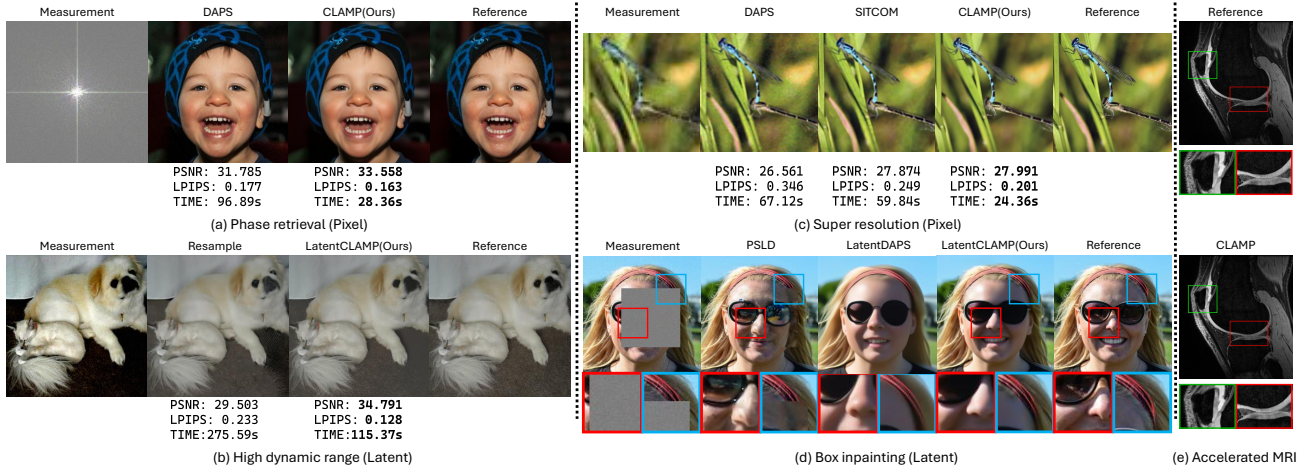 Measurement DAPS CLAMP(Ours) Reference
PSNR: 31.785 PSNR: 33.558
LPIPS: 0.177 LPIPS: 0.163
TIME: 96.89s TIME: 28.36s
(a) Phase retrieval (Pixel)
Measurement Resample LatentCLAMP(Ours) Reference
PSNR: 29.503 PSNR: 34.791
LPIPS: 0.233 LPIPS: 0.128
TIME:275.59s TIME:115.37s
(b) High dynamic range (Latent)
Measurement DAPS SITCOM CLAMP(Ours) Reference
PSNR: 26.561 PSNR: 27.874 PSNR: 27.991
LPIPS: 0.346 LPIPS: 0.249 LPIPS: 0.201
TIME: 67.12s TIME: 59.84s TIME: 24.36s
(c) Super resolution (Pixel)
Measurement PSLD LatentDAPS LatentCLAMP(Ours) Reference
(d) Box inpainting (Latent)
Reference
CLAMP
(e) Accelerated MRI